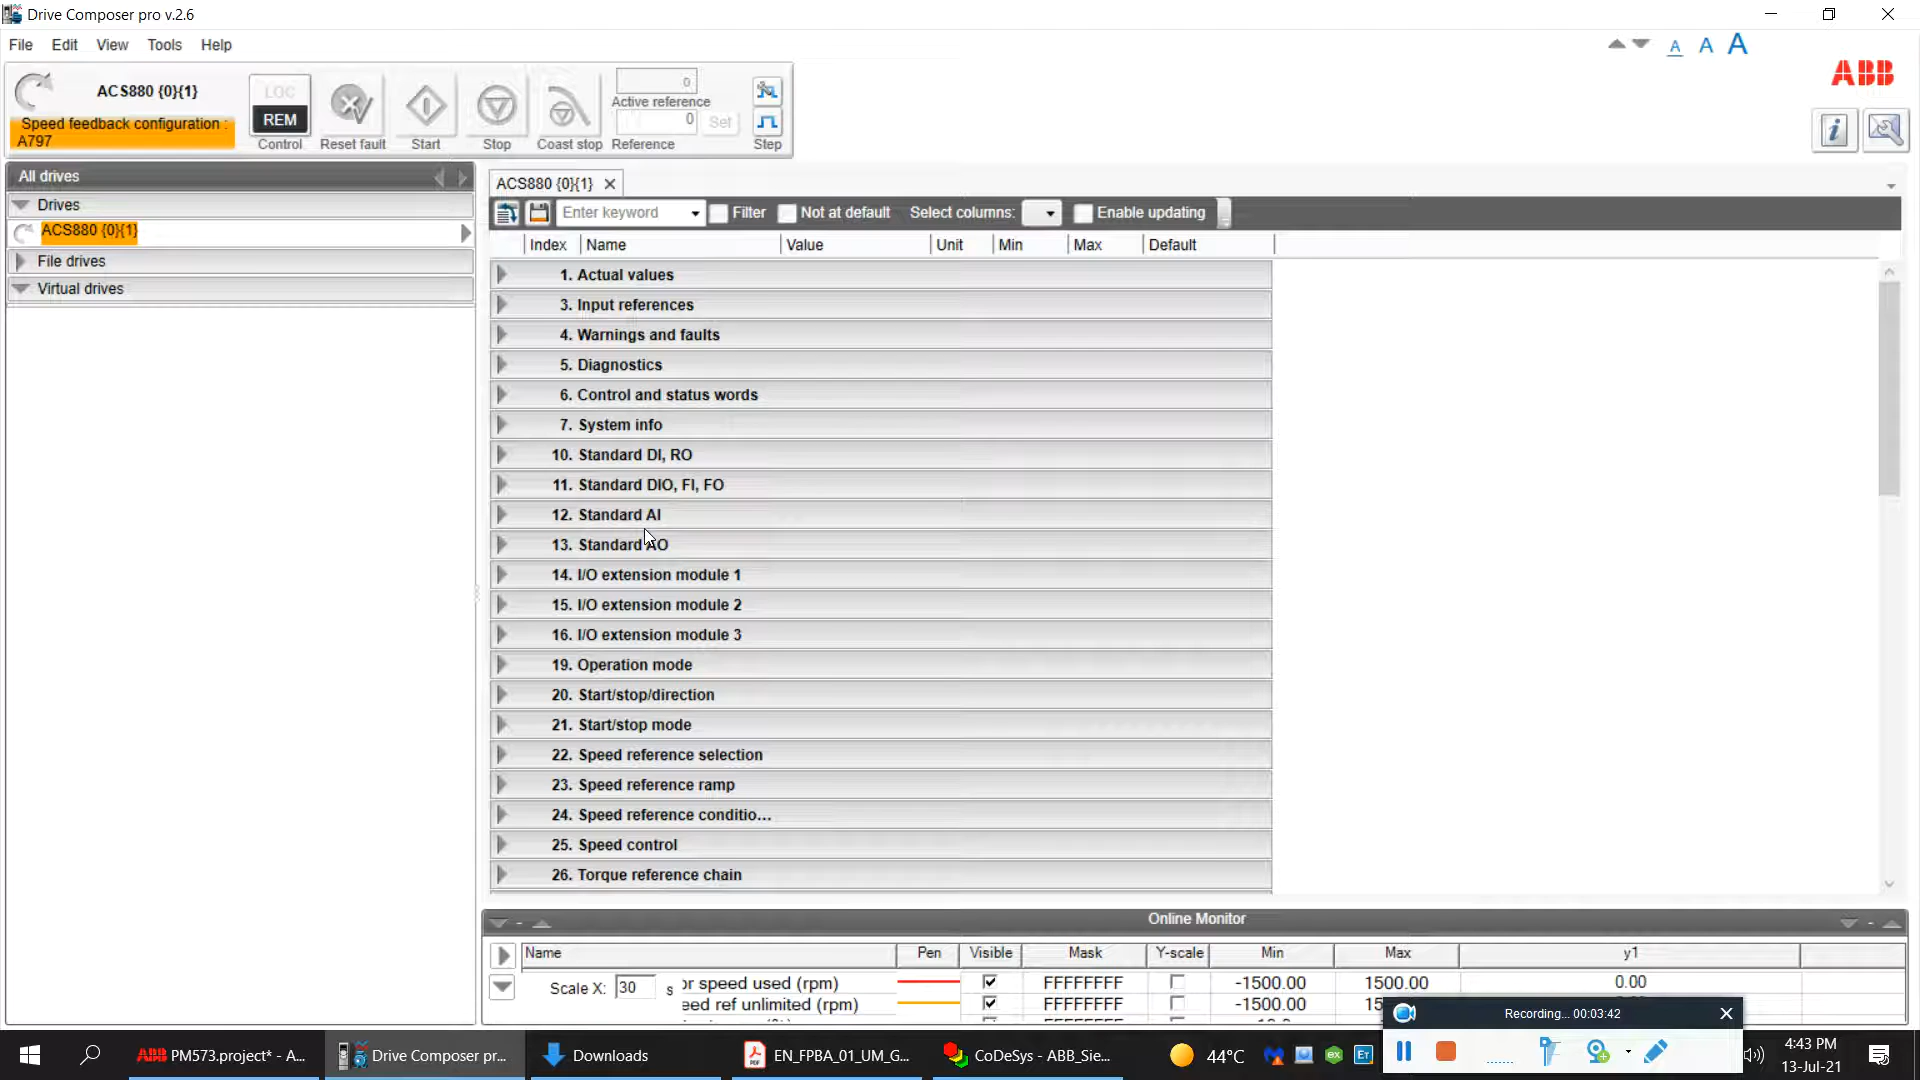 Drive Composer pro v.2.6
File Edit View Tools Help
A A A
ABB
ACS880 {0}{1}
Speed feedback configuration :
A797
LOC
REM
Control
Reset fault
Start
Stop
Coast stop
0
Active reference
0
Set
Reference
Step
All drives
Drives
ACS880 {0}{1}
File drives
Virtual drives
ACS880 {0}{1}
Enter keyword Filter Not at default Select columns: Enable updating
Index Name Value Unit Min Max Default
1. Actual values
3. Input references
4. Warnings and faults
5. Diagnostics
6. Control and status words
7. System info
10. Standard DI, RO
11. Standard DIO, FI, FO
12. Standard AI
13. Standard AO
14. I/O extension module 1
15. I/O extension module 2
16. I/O extension module 3
19. Operation mode
20. Start/stop/direction
21. Start/stop mode
22. Speed reference selection
23. Speed reference ramp
24. Speed reference conditio...
25. Speed control
26. Torque reference chain
Online Monitor
Name Pen Visible Mask Y-scale Min Max y1
Scale X: 30 s
or speed used (rpm) FFFFFFFF -1500.00 1500.00 0.00
eed ref unlimited (rpm) FFFFFFFF -1500.00 15
Recording... 00:03:42
ABB PM573.project* - A...
Drive Composer pr...
Downloads
EN_FPBA_01_UM_G...
CoDeSys - ABB_Sie...
44°C
4:43 PM
13-Jul-21